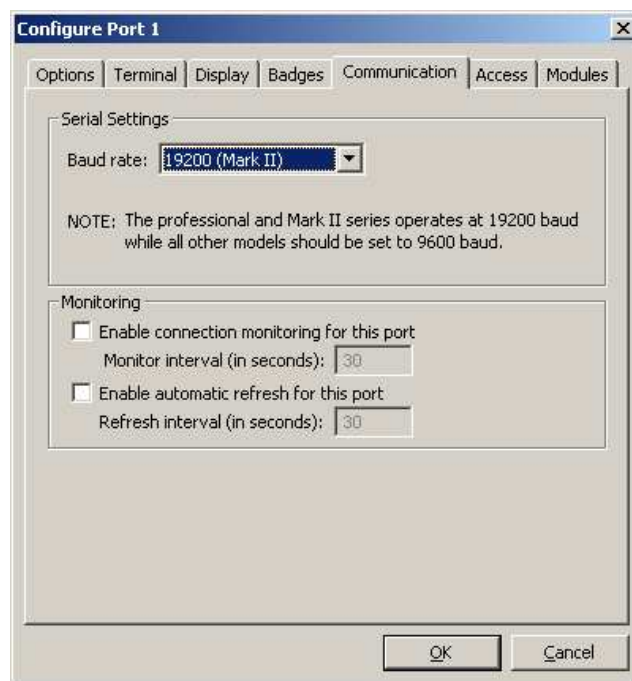 Configure Port 1
Options Terminal Display Badges Communication Access Modules
Serial Settings
Baud rate: 19200 (Mark II)
NOTE: The professional and Mark II series operates at 19200 baud
while all other models should be set to 9600 baud.
Monitoring
Enable connection monitoring for this port
Monitor interval (in seconds): 30
Enable automatic refresh for this port
Refresh interval (in seconds): 30
OK Cancel